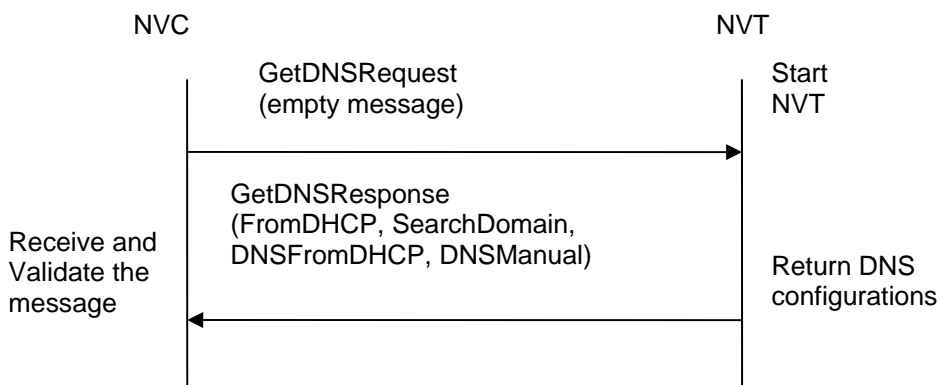 NVC
NVT
GetDNSRequest
(empty message)
Start
NVT
GetDNSResponse
(FromDHCP, SearchDomain,
DNSFromDHCP, DNSManual)
Receive and
Validate the
message
Return DNS
configurations